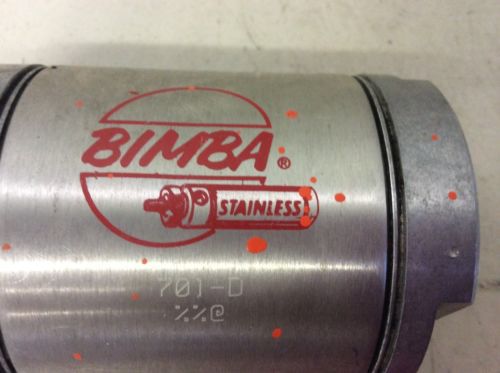 BIMBA®
STAINLESS
701-D
%%@